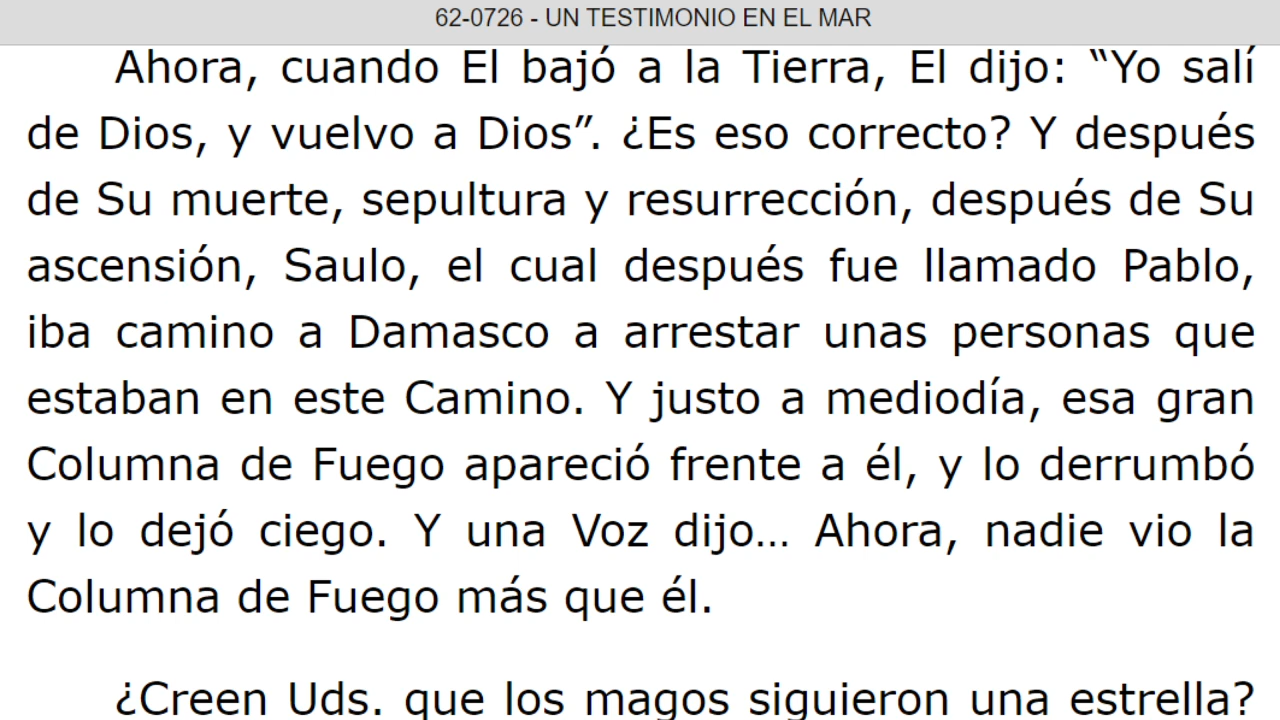 62-0726 - UN TESTIMONIO EN EL MAR
Ahora, cuando El bajó a la Tierra, El dijo: “Yo salí
de Dios, y vuelvo a Dios”. ¿Es eso correcto? Y después
de Su muerte, sepultura y resurrección, después de Su
ascensión, Saulo, el cual después fue llamado Pablo,
iba camino a Damasco a arrestar unas personas que
estaban en este Camino. Y justo a mediodía, esa gran
Columna de Fuego apareció frente a él, y lo derrumbó
y lo dejó ciego. Y una Voz dijo… Ahora, nadie vio la
Columna de Fuego más que él.
¿Creen Uds. que los magos siguieron una estrella?